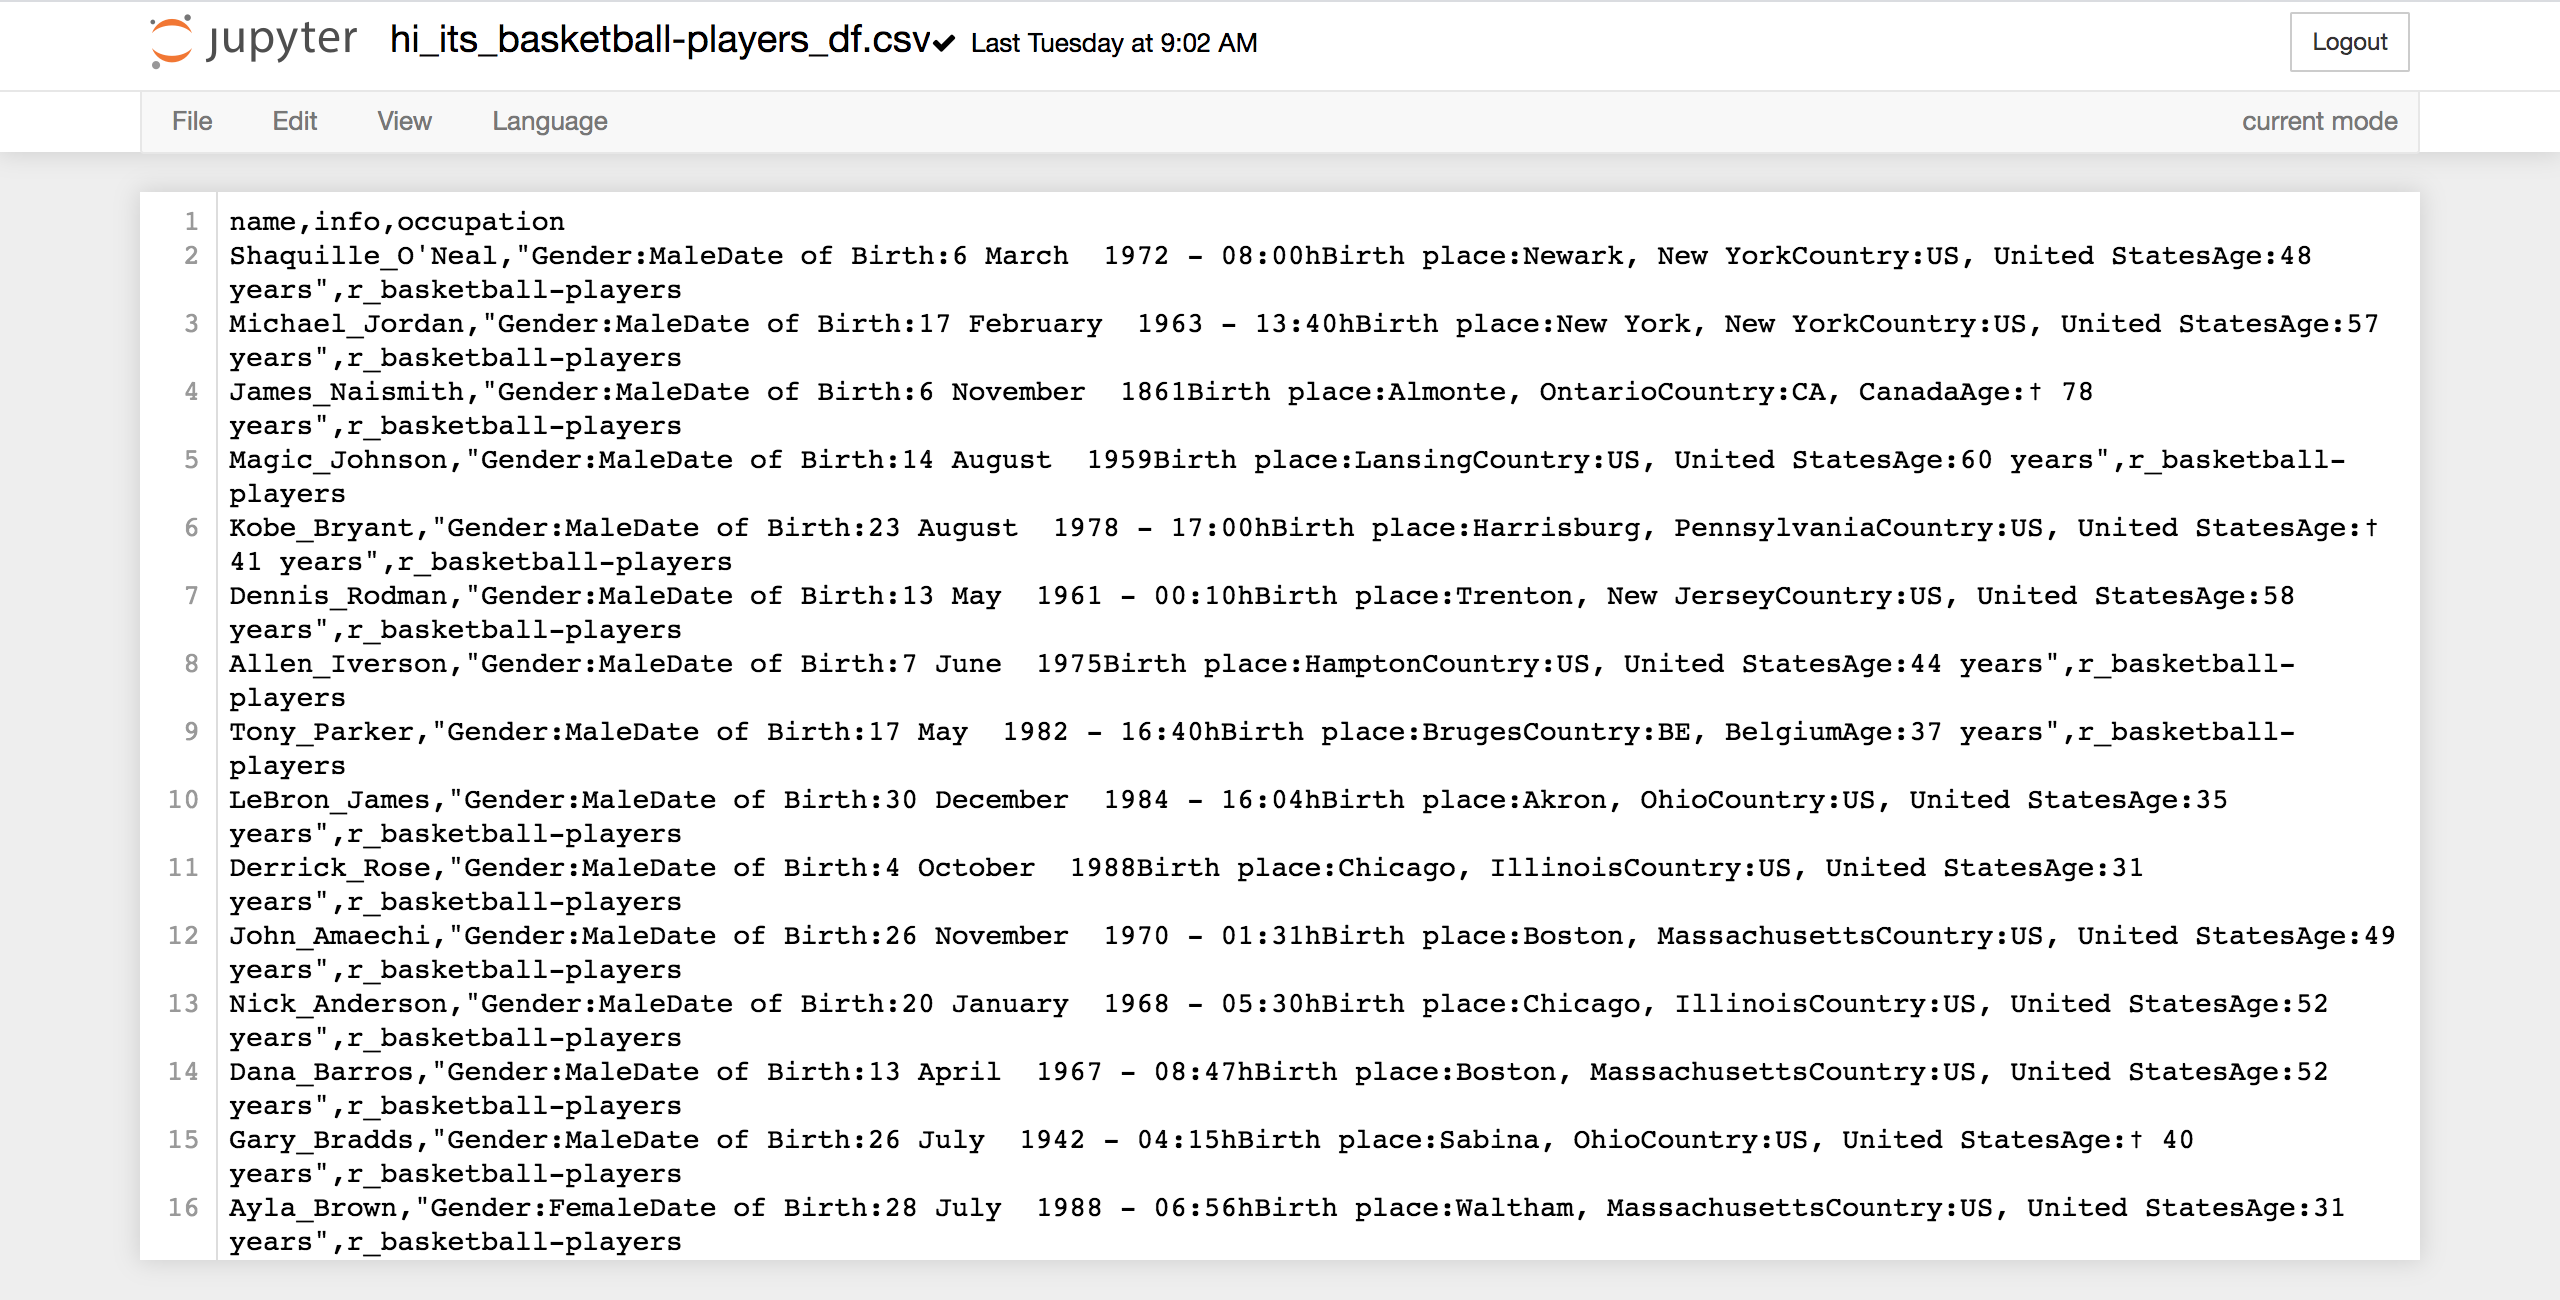 jupyter hi_its_basketball-players_df.csv✔ Last Tuesday at 9:02 AM Logout
File Edit View Language current mode
1 name,info,occupation
2 Shaquille_O'Neal,"Gender:MaleDate of Birth:6 March  1972 - 08:00hBirth place:Newark, New YorkCountry:US, United StatesAge:48
years",r_basketball-players
3 Michael_Jordan,"Gender:MaleDate of Birth:17 February  1963 - 13:40hBirth place:New York, New YorkCountry:US, United StatesAge:57
years",r_basketball-players
4 James_Naismith,"Gender:MaleDate of Birth:6 November  1861Birth place:Almonte, OntarioCountry:CA, CanadaAge:† 78
years",r_basketball-players
5 Magic_Johnson,"Gender:MaleDate of Birth:14 August  1959Birth place:LansingCountry:US, United StatesAge:60 years",r_basketball-
players
6 Kobe_Bryant,"Gender:MaleDate of Birth:23 August  1978 - 17:00hBirth place:Harrisburg, PennsylvaniaCountry:US, United StatesAge:†
41 years",r_basketball-players
7 Dennis_Rodman,"Gender:MaleDate of Birth:13 May  1961 - 00:10hBirth place:Trenton, New JerseyCountry:US, United StatesAge:58
years",r_basketball-players
8 Allen_Iverson,"Gender:MaleDate of Birth:7 June  1975Birth place:HamptonCountry:US, United StatesAge:44 years",r_basketball-
players
9 Tony_Parker,"Gender:MaleDate of Birth:17 May  1982 - 16:40hBirth place:BrugesCountry:BE, BelgiumAge:37 years",r_basketball-
players
10 LeBron_James,"Gender:MaleDate of Birth:30 December  1984 - 16:04hBirth place:Akron, OhioCountry:US, United StatesAge:35
years",r_basketball-players
11 Derrick_Rose,"Gender:MaleDate of Birth:4 October  1988Birth place:Chicago, IllinoisCountry:US, United StatesAge:31
years",r_basketball-players
12 John_Amaechi,"Gender:MaleDate of Birth:26 November  1970 - 01:31hBirth place:Boston, MassachusettsCountry:US, United StatesAge:49
years",r_basketball-players
13 Nick_Anderson,"Gender:MaleDate of Birth:20 January  1968 - 05:30hBirth place:Chicago, IllinoisCountry:US, United StatesAge:52
years",r_basketball-players
14 Dana_Barros,"Gender:MaleDate of Birth:13 April  1967 - 08:47hBirth place:Boston, MassachusettsCountry:US, United StatesAge:52
years",r_basketball-players
15 Gary_Bradds,"Gender:MaleDate of Birth:26 July  1942 - 04:15hBirth place:Sabina, OhioCountry:US, United StatesAge:† 40
years",r_basketball-players
16 Ayla_Brown,"Gender:FemaleDate of Birth:28 July  1988 - 06:56hBirth place:Waltham, MassachusettsCountry:US, United StatesAge:31
years",r_basketball-players